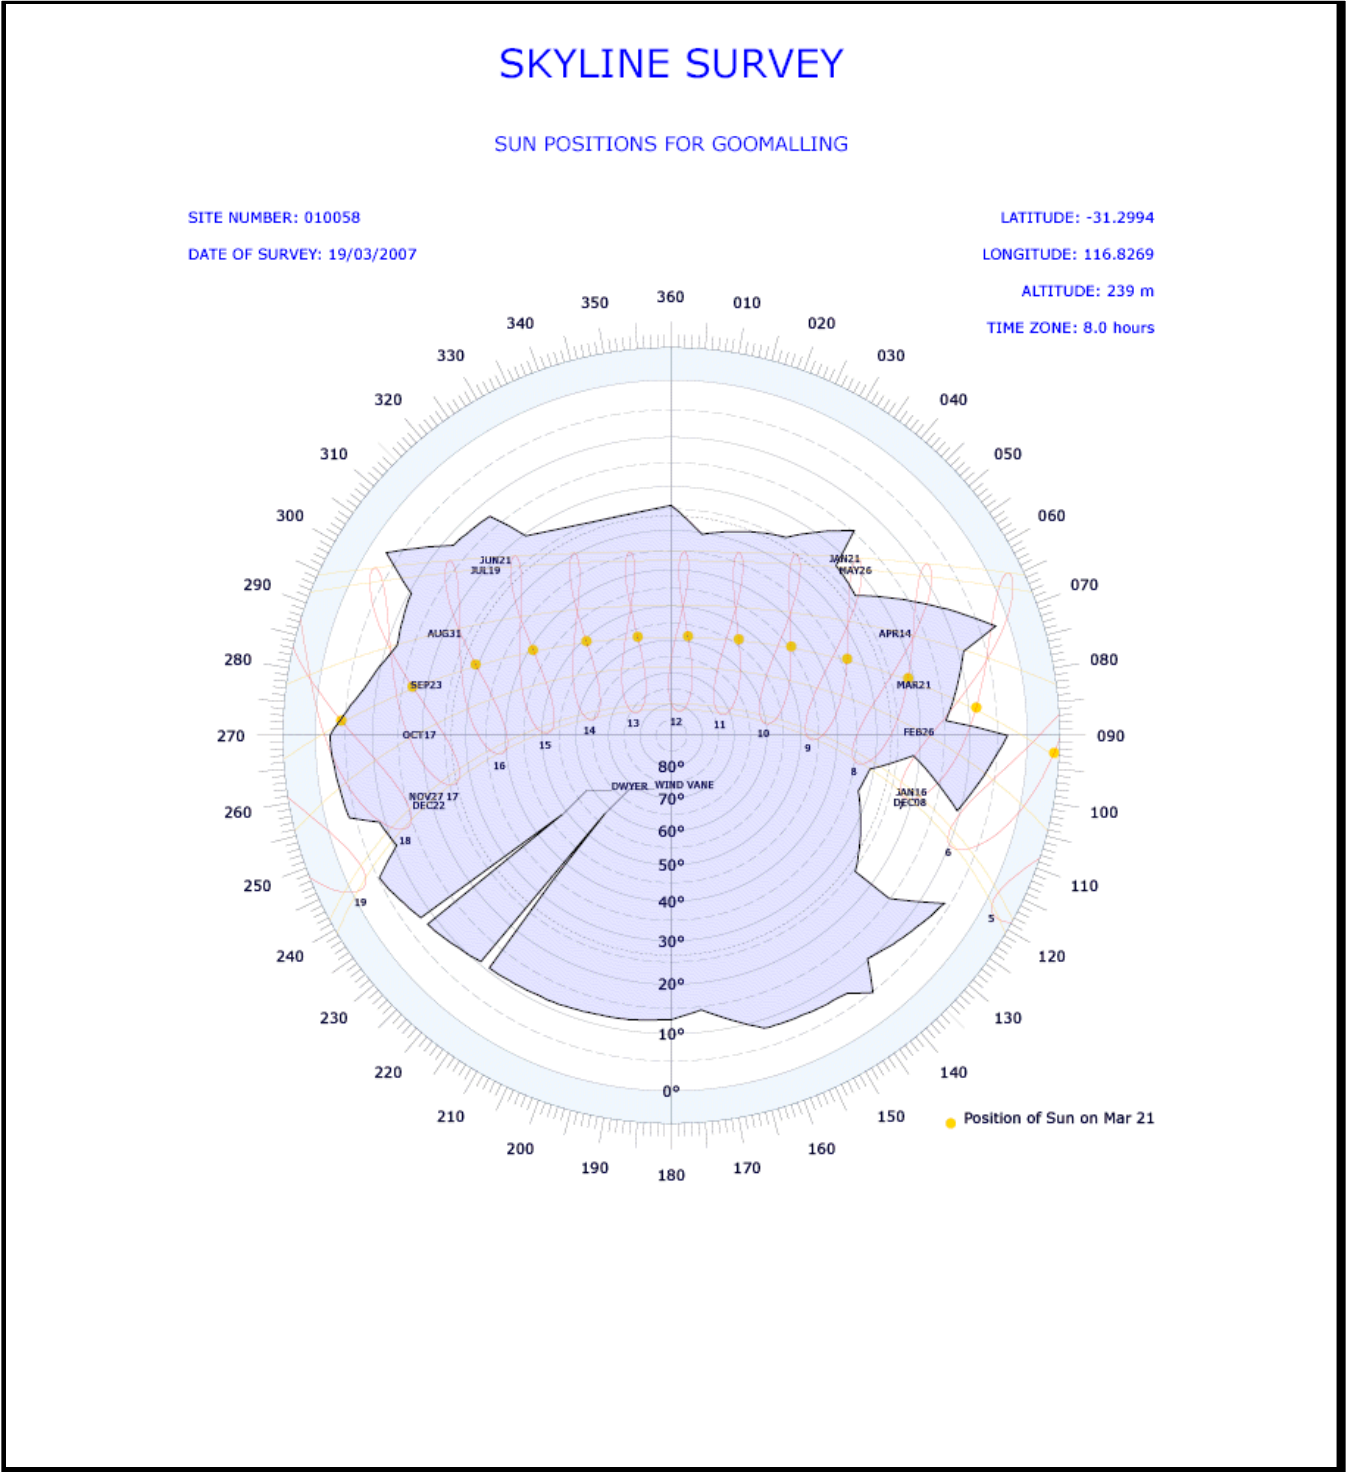 SKYLINE SURVEY
SUN POSITIONS FOR GOOMALLING
SITE NUMBER: 010058
LATITUDE: -31.2994
DATE OF SURVEY: 19/03/2007
LONGITUDE: 116.8269
ALTITUDE: 239 m
TIME ZONE: 8.0 hours
360
350
010
340
020
330
030
320
040
310
050
300
060
290
070
280
080
270
090
260
100
250
110
240
120
230
130
220
140
210
150
200
160
190
170
180
JUN21
JUL19
JAN21
MAY26
AUG31
APR14
SEP23
MAR21
OCT17
FEB26
12
11
13
14
10
15
9
16
8
80°
DWYER WIND VANE
70°
NOV27 17
DEC22
JAN16
DEC08
60°
18
6
50°
40°
19
5
30°
20°
10°
0°
Position of Sun on Mar 21